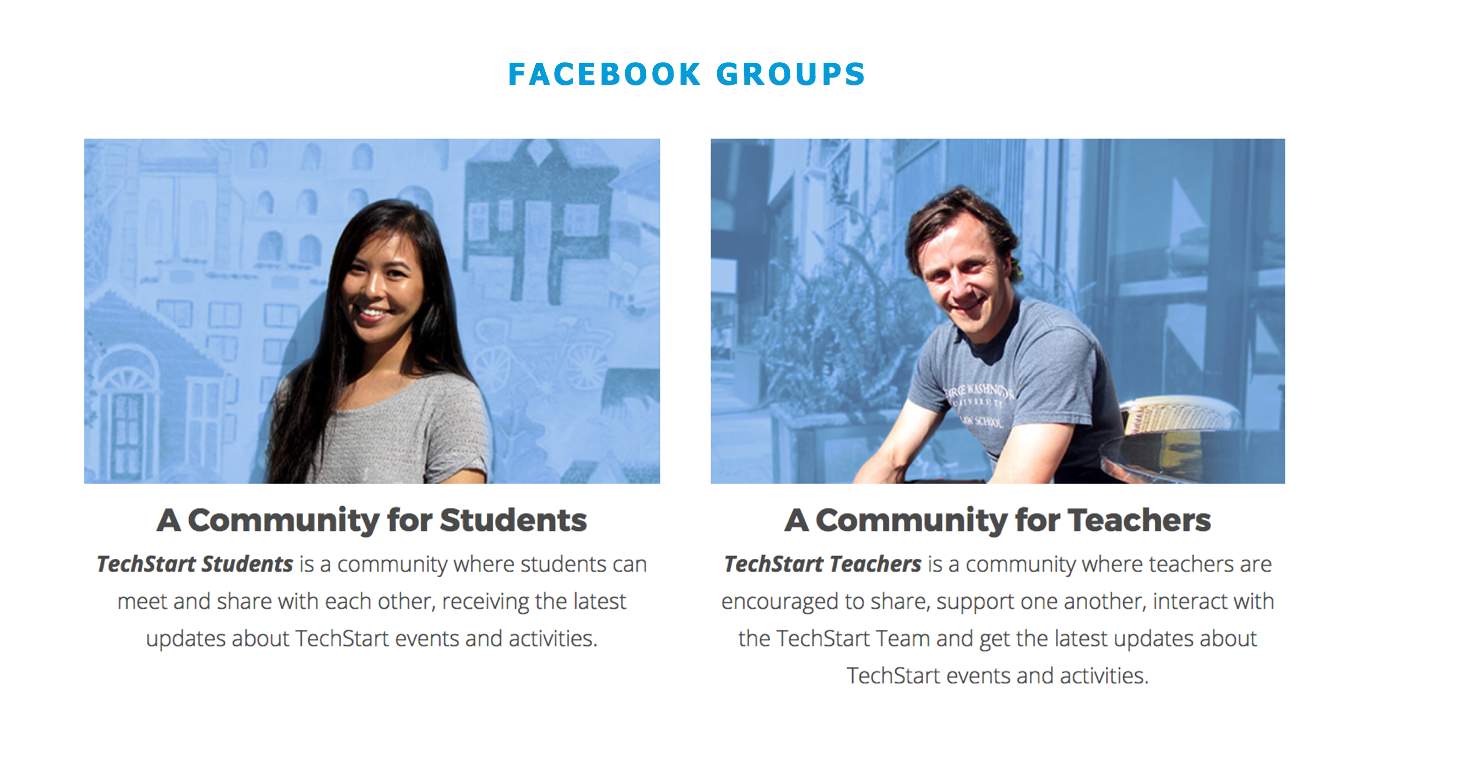 FACEBOOK GROUPS
A Community for Students
TechStart Students is a community where students can
meet and share with each other, receiving the latest
updates about TechStart events and activities.
WASHINGTON
UNIVERSITY
SCHOOL
A Community for Teachers
TechStart Teachers is a community where teachers are
encouraged to share, support one another, interact with
the TechStart Team and get the latest updates about
TechStart events and activities.